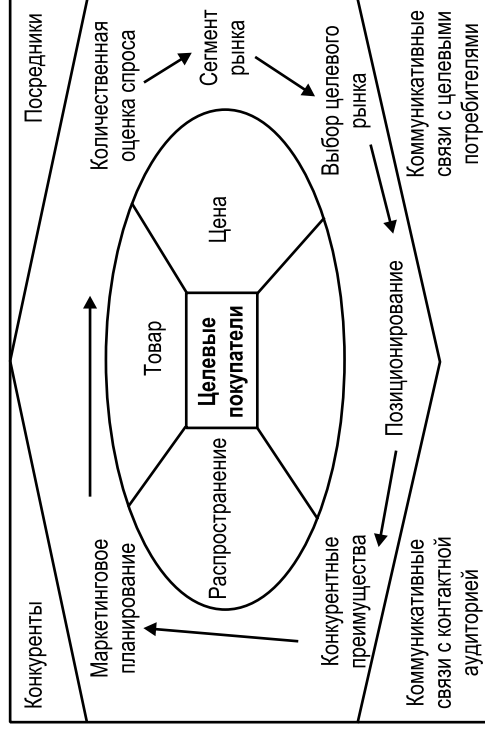 Конкуренты
Посредники
Маркетинговое
планирование
Количественная
оценка спроса
Сегмент
рынка
Товар
Распространение
Целевые
покупатели
Цена
Конкурентные
преимущества
Выбор целевого
рынка
Позиционирование
Коммуникативные
связи с контактной
аудиторией
Коммуникативные
связи с целевыми
потребителями